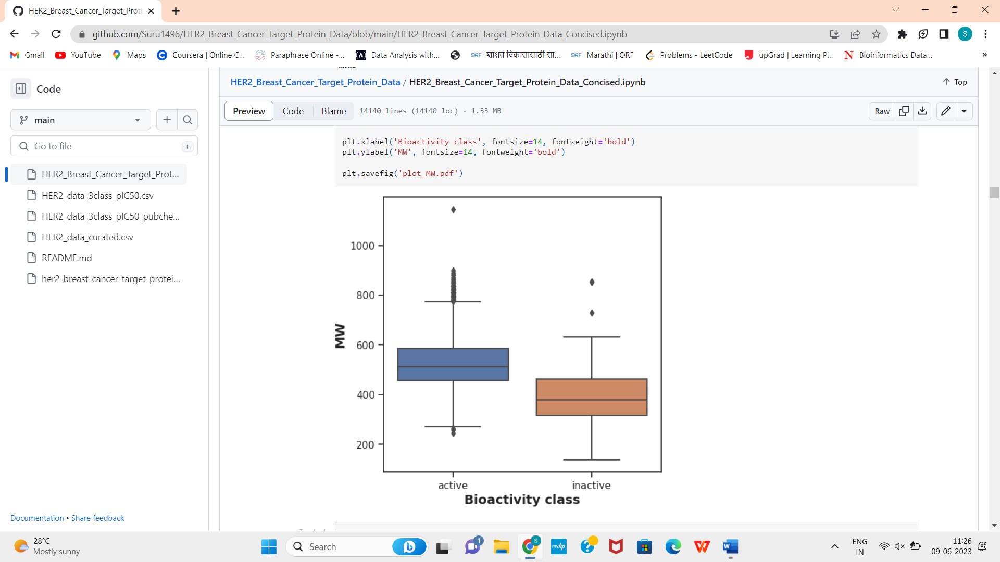 HER2_Breast_Cancer_Target_Prote
github.com/Suru1496/HER2_Breast_Cancer_Target_Protein_Data/blob/main/HER2_Breast_Cancer_Target_Protein_Data_Concised.ipynb
S
Gmail YouTube Maps Coursera | Online C... Paraphrase Online -... Data Analysis with... ORF शाश्वत विकासासाठी सा... ORF Marathi | ORF Problems - LeetCode upGrad | Learning P... N Bioinformatics Data... »
Code
HER2_Breast_Cancer_Target_Protein_Data / HER2_Breast_Cancer_Target_Protein_Data_Concised.ipynb
Top
main
Preview Code Blame 14140 lines (14140 loc) · 1.53 MB
Raw
Go to file t
HER2_Breast_Cancer_Target_Prot...
HER2_data_3class_pIC50.csv
HER2_data_3class_pIC50_pubche...
HER2_data_curated.csv
README.md
her2-breast-cancer-target-protei...
Documentation • Share feedback
plt.xlabel('Bioactivity class', fontsize=14, fontweight='bold')
plt.ylabel('MW', fontsize=14, fontweight='bold')
plt.savefig('plot_MW.pdf')
1000
800
MW
600
400
200
active inactive
Bioactivity class
28°C
Mostly sunny
Search
1
S
myhp
ENG
IN
11:26
09-06-2023